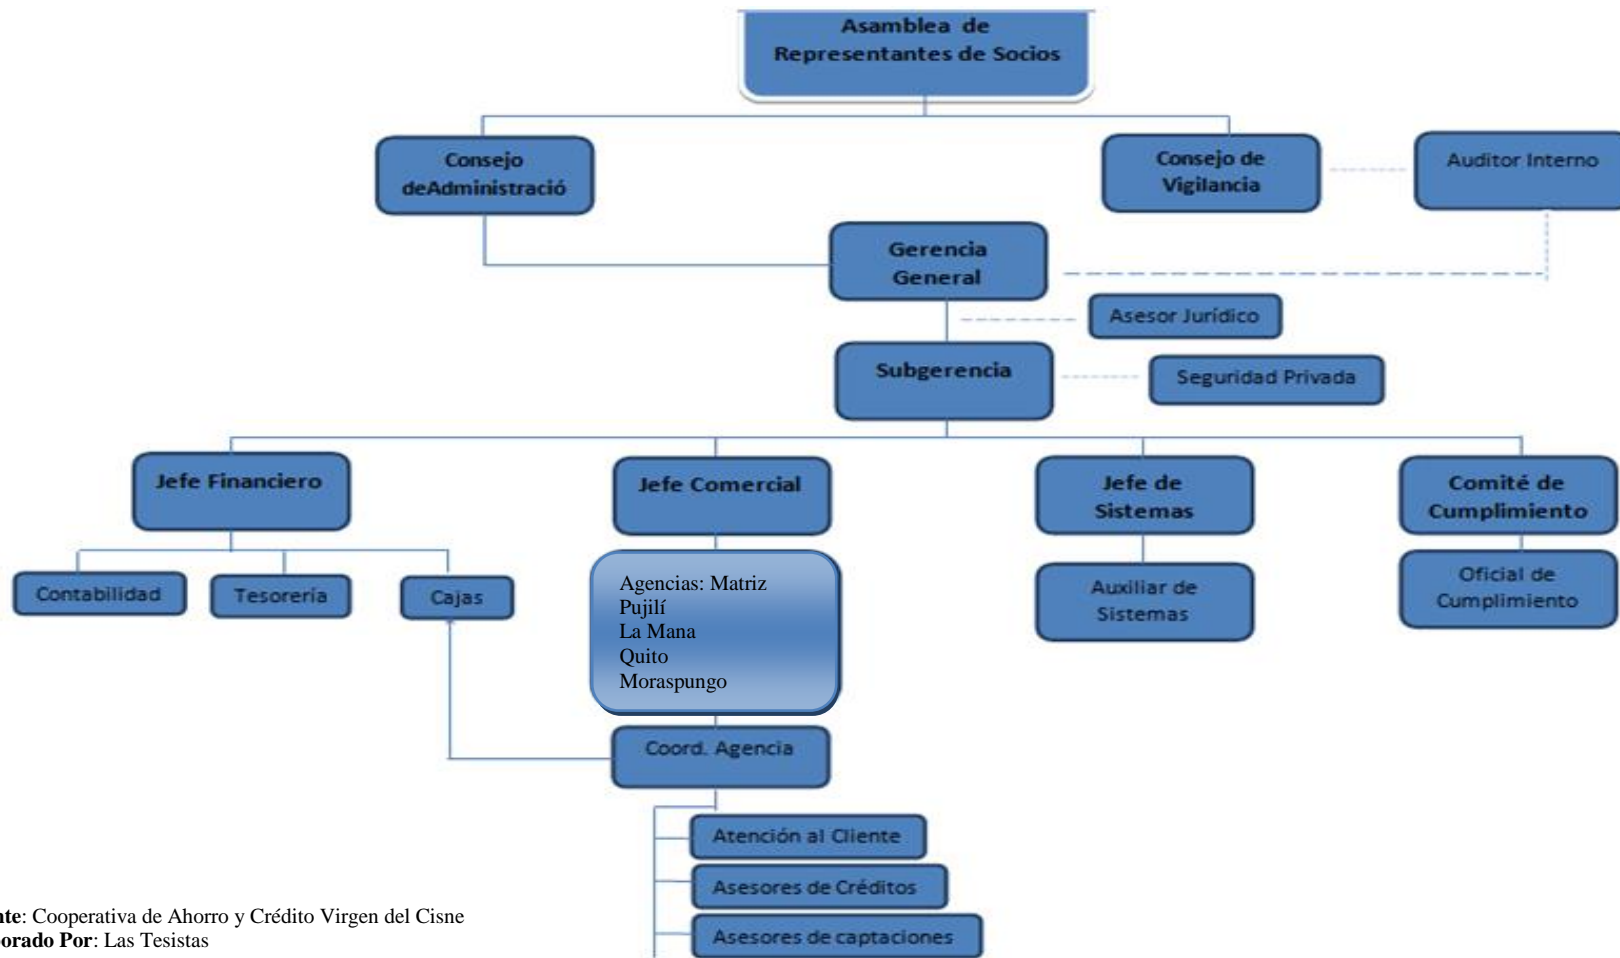 Asamblea de
Representantes de Socios
Consejo
deAdministració
Consejo de
Vigilancia
Auditor Interno
Gerencia
General
Asesor Jurídico
Subgerencia
Seguridad Privada
Jefe Financiero
Jefe Comercial
Jefe de
Sistemas
Comité de
Cumplimiento
Contabilidad
Tesorería
Cajas
Agencias: Matriz
Pujilí
La Mana
Quito
Moraspungo
Auxiliar de
Sistemas
Oficial de
Cumplimiento
Coord. Agencia
Atención al Cliente
Asesores de Créditos
Asesores de captaciones
nte: Cooperativa de Ahorro y Crédito Virgen del Cisne
orado Por: Las Tesistas